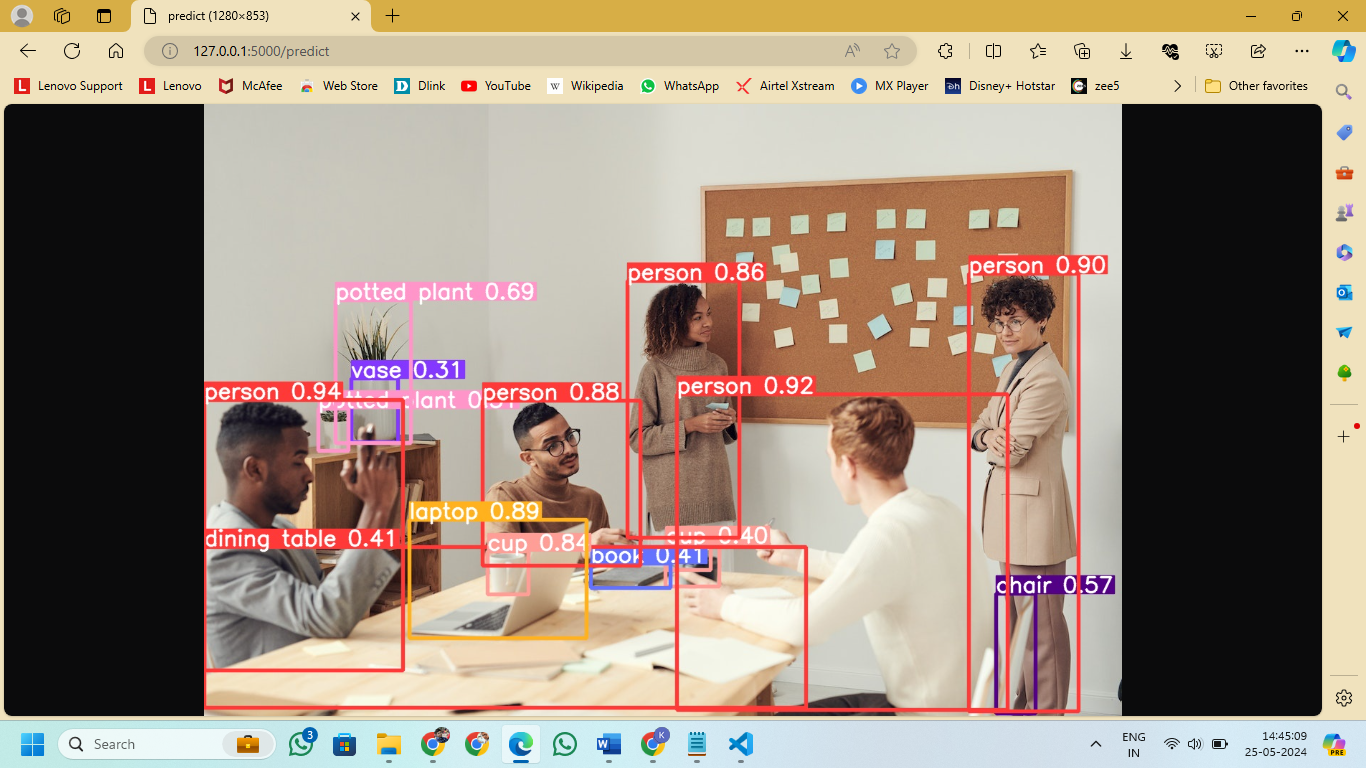 predict (1280×853)
127.0.0.1:5000/predict
Lenovo Support
Lenovo
McAfee
Web Store
Dlink
YouTube
Wikipedia
WhatsApp
Airtel Xstream
MX Player
Disney+ Hotstar
zee5
Other favorites
person 0.86
person 0.90
potted plant 0.69
vase 0.31
person 0.94
person 0.88
person 0.92
laptop 0.89
dining table 0.41
cup 0.84
cup 0.40
book 0.41
chair 0.57
Search
3
K
W
ENG
IN
14:45:09
25-05-2024
PRE